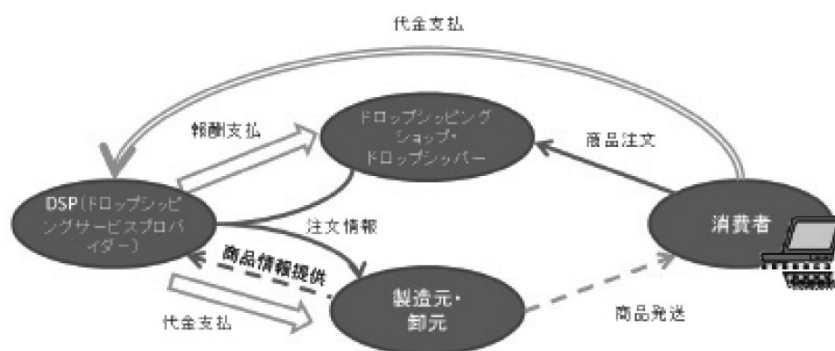 代金支払
報酬支払
ドロップシッピング
ショップ・
ドロップシッパー
商品注文
DSP(ドロップシッピ
ングサービスプロバ
イダー)
注文情報
消費者
商品情報提供
製造元・
卸元
代金支払
商品発送